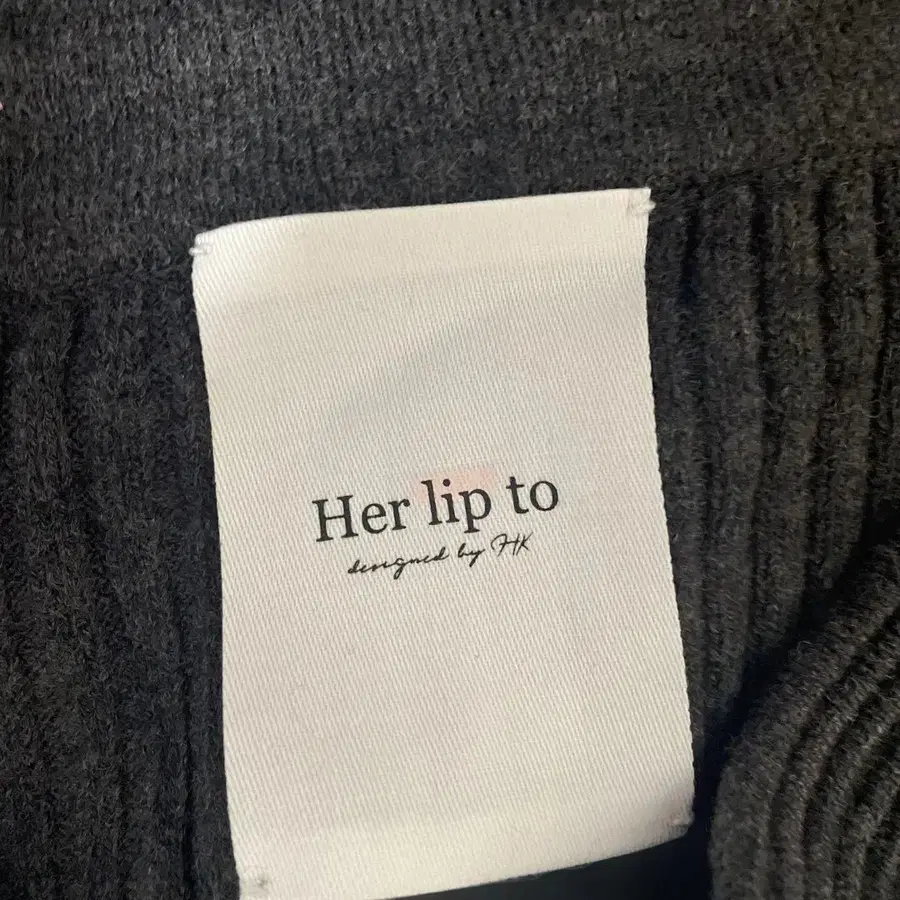 Her lip to
designed by HK